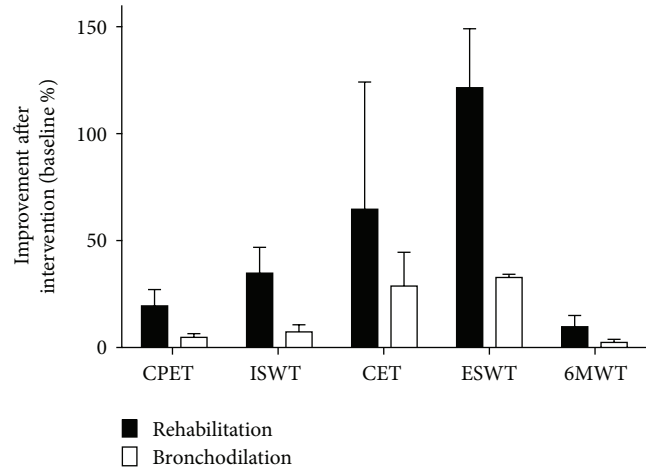 Improvement after
intervention (baseline %)
150
100
50
0
CPET ISWT CET ESWT 6MWT
Rehabilitation
Bronchodilation